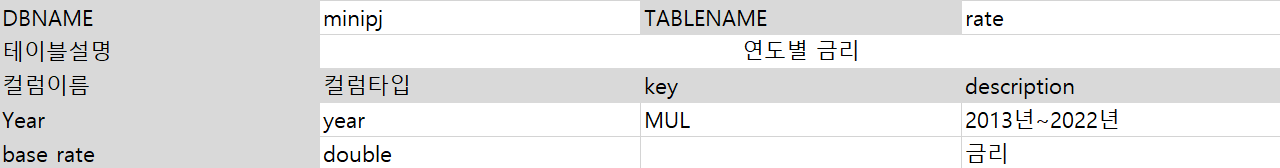 DBNAME minipj TABLENAME rate
테이블설명 연도별 금리
컬럼이름 컬럼타입 key description
Year year MUL 2013년~2022년
base rate double 금리